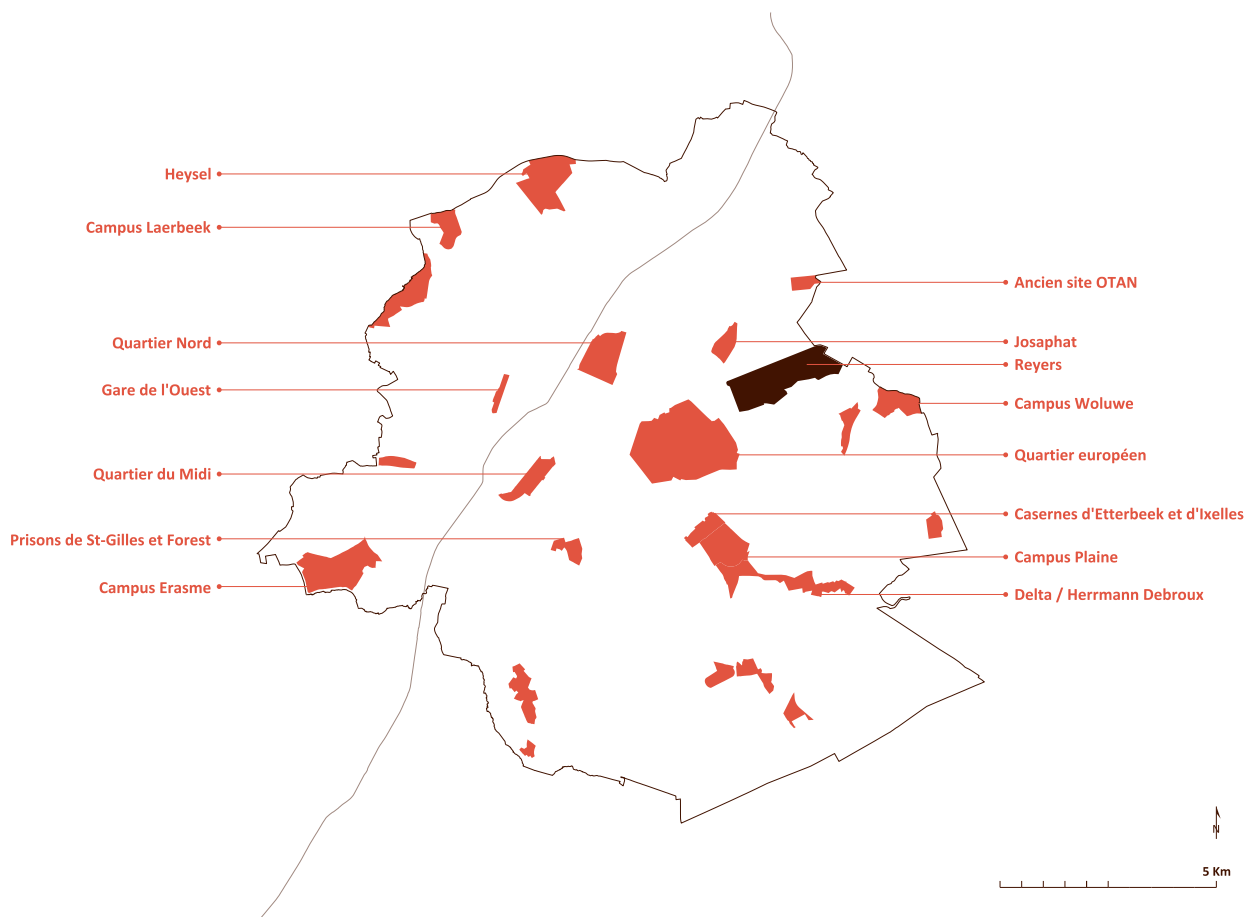 Heysel
Campus Laerbeek
Quartier Nord
Gare de l'Ouest
Quartier du Midi
Prisons de St-Gilles et Forest
Campus Erasme
Ancien site OTAN
Josaphat
Reyers
Campus Woluwe
Quartier européen
Casernes d'Etterbeek et d'Ixelles
Campus Plaine
Delta / Herrmann Debroux
N
5 Km